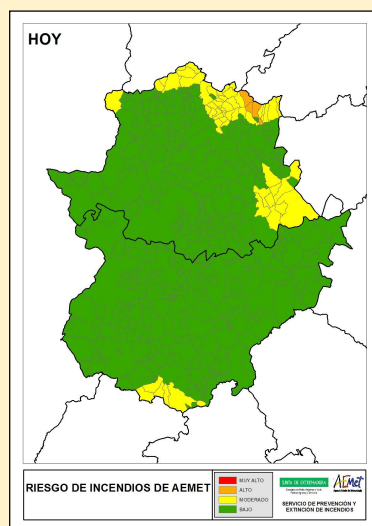 HOY
RIESGO DE INCENDIOS DE AEMET
MUY ALTO
ALTO
MODERADO
BAJO
JUNTA DE EXTREMADURA
AEMet
SERVICIO DE PREVENCIÓN Y
EXTINCIÓN DE INCENDIOS